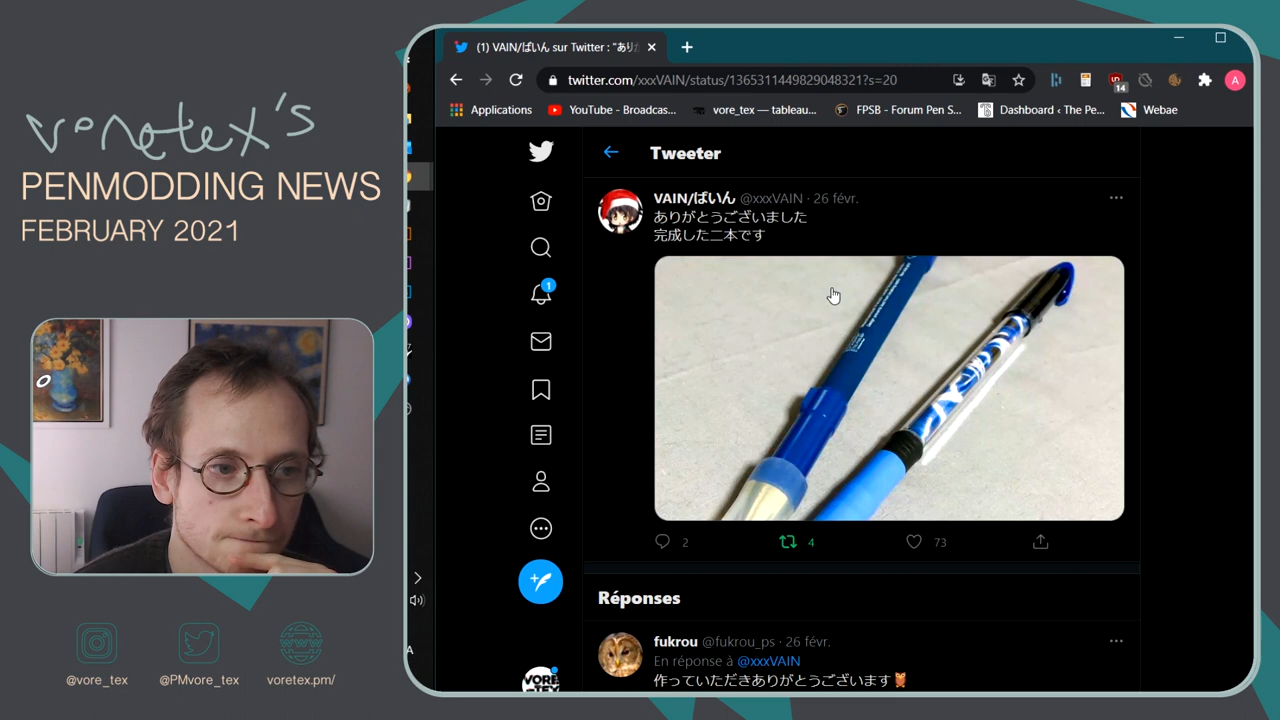 voretex's
PENMODDING NEWS
FEBRUARY 2021
@vore_tex
@PMvore_tex
voretex.pm/
(1) VAIN/ばいん sur Twitter : "あり
twitter.com/xxxVAIN/status/1365311449829048321?s=20
14
A
Applications
YouTube - Broadcas...
vore_tex — tableau...
FPSB - Forum Pen S...
Dashboard ‹ The Pe...
Webae
Tweeter
VAIN/ばいん @xxxVAIN · 26 févr.
ありがとうございました
完成した二本です
1
2
4
73
Réponses
fukrou @fukrou_ps · 26 févr.
En réponse à @xxxVAIN
作っていただきありがとうございます🦉
VORE
-TEX